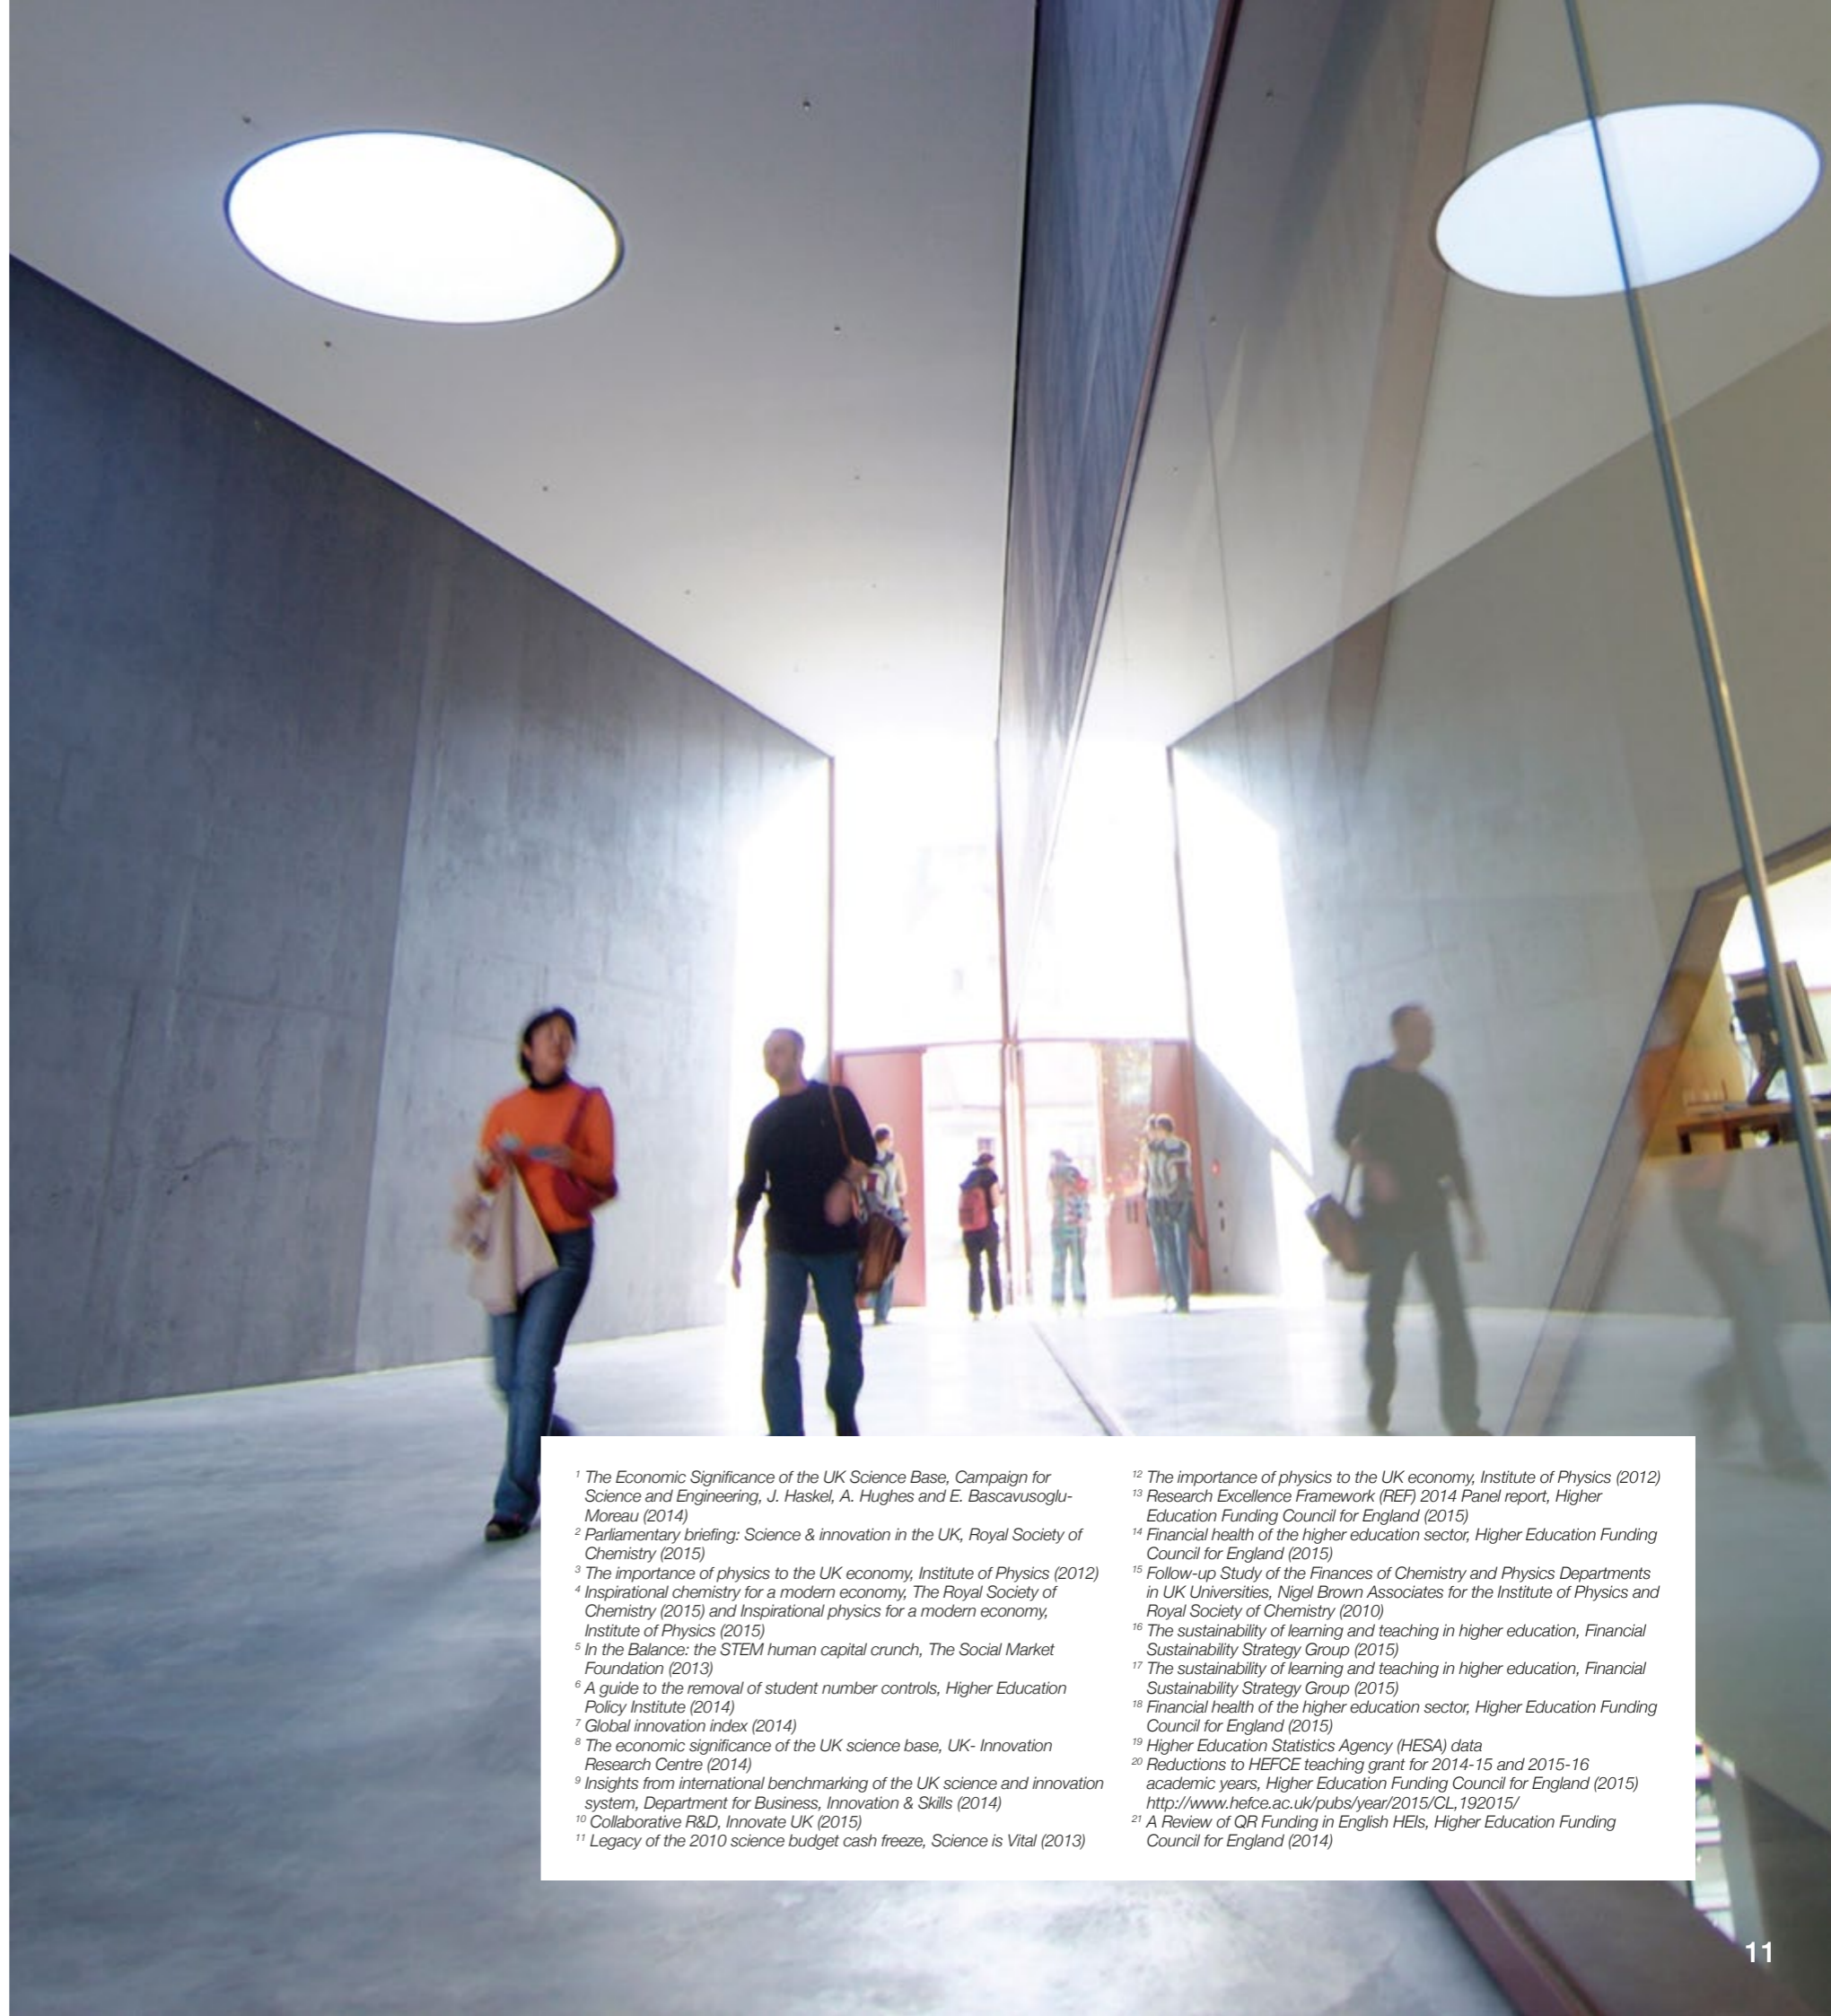 1 The Economic Significance of the UK Science Base, Campaign for
Science and Engineering, J. Haskel, A. Hughes and E. Bascavusoglu-
Moreau (2014)
2 Parliamentary briefing: Science & innovation in the UK, Royal Society of
Chemistry (2015)
3 The importance of physics to the UK economy, Institute of Physics (2012)
4 Inspirational chemistry for a modern economy, The Royal Society of
Chemistry (2015) and Inspirational physics for a modern economy,
Institute of Physics (2015)
5 In the Balance: the STEM human capital crunch, The Social Market
Foundation (2013)
6 A guide to the removal of student number controls, Higher Education
Policy Institute (2014)
7 Global innovation index (2014)
8 The economic significance of the UK science base, UK- Innovation
Research Centre (2014)
9 Insights from international benchmarking of the UK science and innovation
system, Department for Business, Innovation & Skills (2014)
10 Collaborative R&D, Innovate UK (2015)
11 Legacy of the 2010 science budget cash freeze, Science is Vital (2013)
12 The importance of physics to the UK economy, Institute of Physics (2012)
13 Research Excellence Framework (REF) 2014 Panel report, Higher
Education Funding Council for England (2015)
14 Financial health of the higher education sector, Higher Education Funding
Council for England (2015)
15 Follow-up Study of the Finances of Chemistry and Physics Departments
in UK Universities, Nigel Brown Associates for the Institute of Physics and
Royal Society of Chemistry (2010)
16 The sustainability of learning and teaching in higher education, Financial
Sustainability Strategy Group (2015)
17 The sustainability of learning and teaching in higher education, Financial
Sustainability Strategy Group (2015)
18 Financial health of the higher education sector, Higher Education Funding
Council for England (2015)
19 Higher Education Statistics Agency (HESA) data
20 Reductions to HEFCE teaching grant for 2014-15 and 2015-16
academic years, Higher Education Funding Council for England (2015)
http://www.hefce.ac.uk/pubs/year/2015/CL,192015/
21 A Review of QR Funding in English HEIs, Higher Education Funding
Council for England (2014)
11